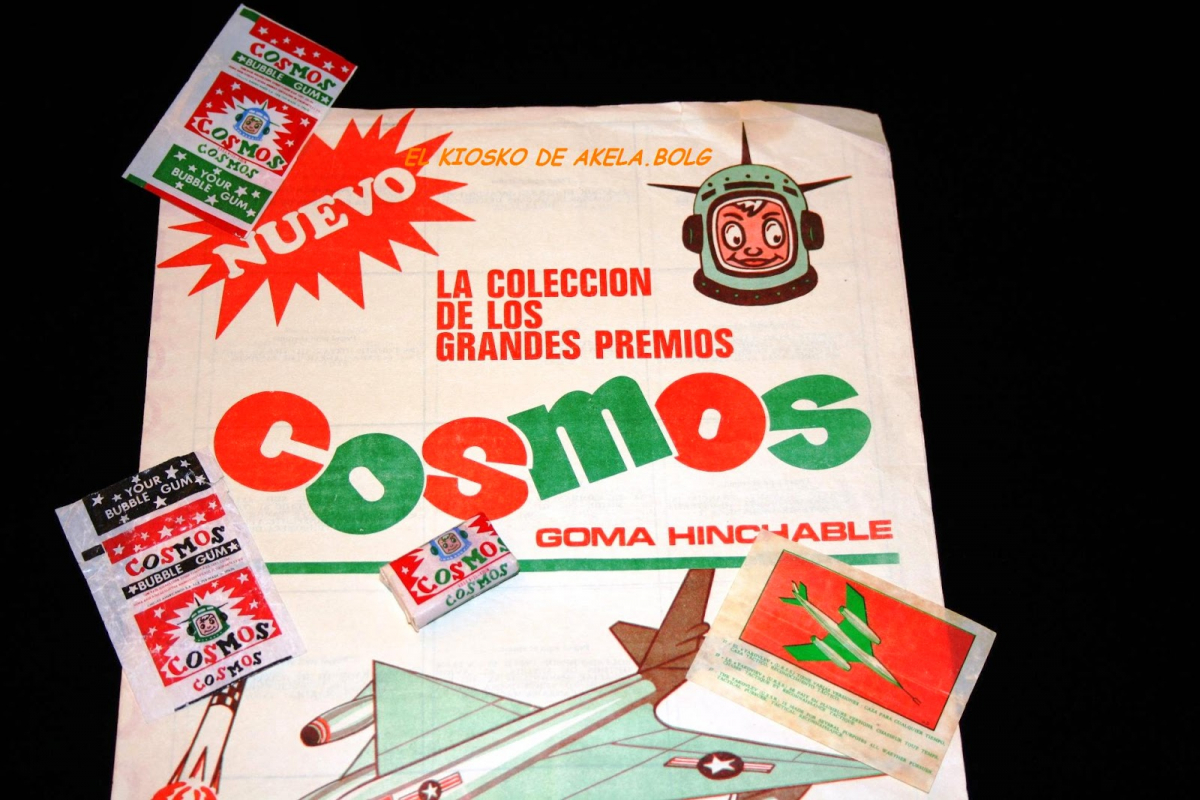 COSMOS
BUBBLE GUM
COSMOS
COSMOS
YOUR
BUBBLE GUM
EL KIOSKO DE AKELA.BOLG
NUEVO
LA COLECCION
DE LOS
GRANDES PREMIOS
COSMOS
GOMA HINCHABLE
YOUR
BUBBLE GUM
COSMOS
BUBBLE GUM
COSMOS
COSMOS
COSMOS
COSMOS